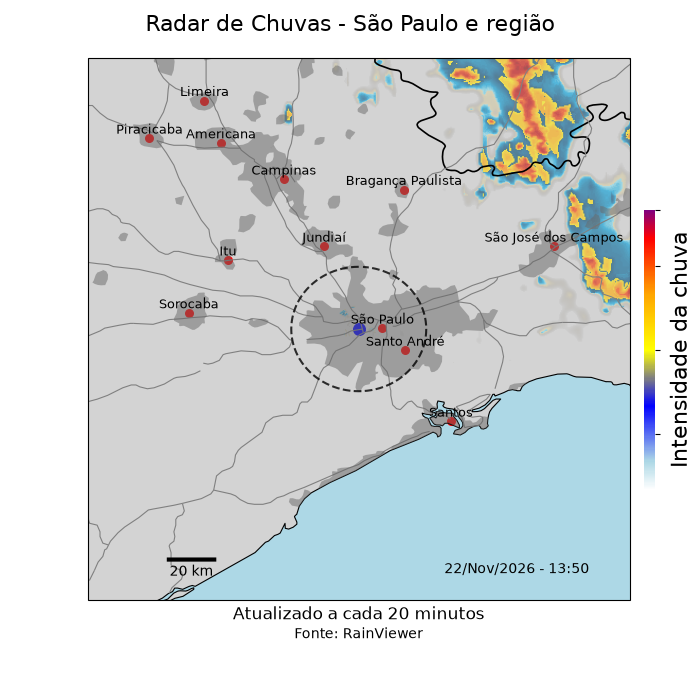 Radar de Chuvas - São Paulo e região
Limeira
Piracicaba
Americana
Campinas
Bragança Paulista
Jundiaí
São José dos Campos
Itu
Sorocaba
São Paulo
Santo André
Santos
Intensidade da chuva
20 km
22/Nov/2026 - 13:50
Atualizado a cada 20 minutos
Fonte: RainViewer